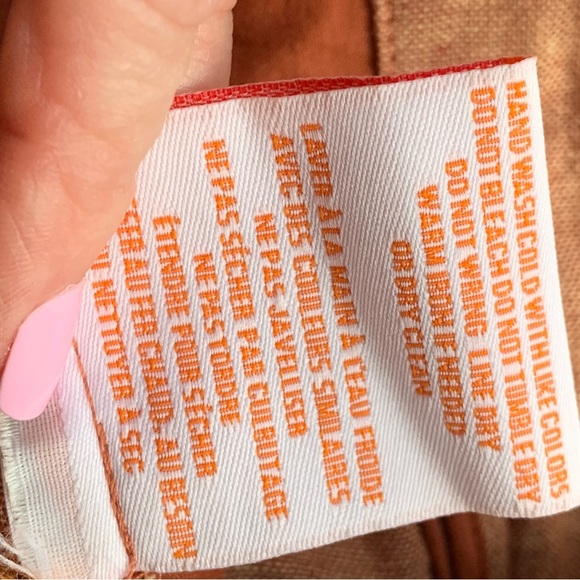 HAND WASH COLD WITH LIKE COLORS
DO NOT BLEACH DO NOT TUMBLE DRY
DO NOT WRING LINE DRY
WARM IRON IF NEEDED
OR DRY CLEAN
LAVER À LA MAIN À L'EAU FROIDE
AVEC DES COULEURS SIMILAIRES
NE PAS JAVELLISER
NE PAS SÉCHER PAR CULBUTAGE
NE PAS TORDRE
ÉTENDRE POUR SÉCHER
FER CHAUD, AU BESOIN
NETTOYER À SEC